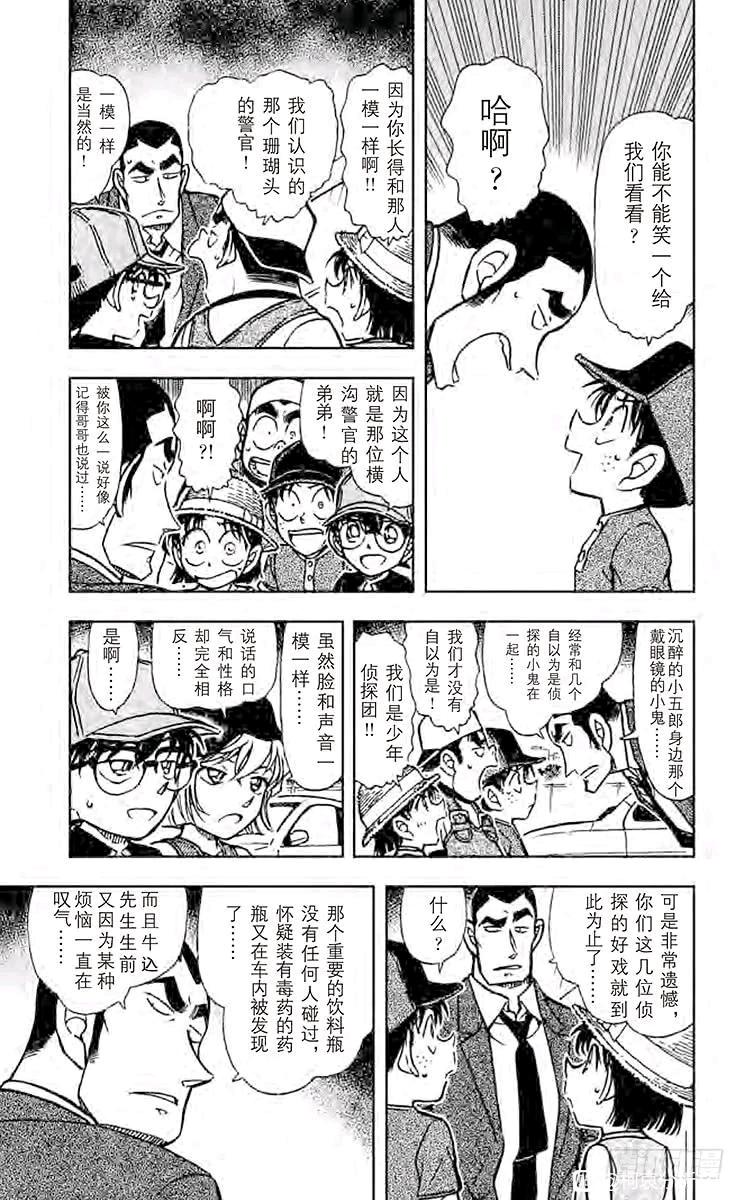 你能不能笑一个给
我们看看？
哈
啊？
因为你长得和那人
一模一样啊!!
我们认识的
那个珊瑚头
的警官！
一模一样
是当然的！
因为这个人
就是那位横
沟警官的
弟弟！
啊
啊?!
被你这么一说好像
记得哥哥也说过……
沉醉的小五郎身边那个
戴眼镜的小鬼……
经常和几个
自以为是侦
探的小鬼在
一起……
我们才没有
自以为是！
我们是少年
侦探团!!
虽然脸和声音一
模一样……
说话的口
气和性格
却完全相
反……
是啊……
可是非常遗憾，
你们这几位侦
探的好戏就到
此为止了……
什么？
那个重要的饮料瓶
没有任何人碰过，
怀疑装有毒药的药
瓶又在车内被发现
了……
而且牛込
先生生前
又因为某种
烦恼一直在
叹气……